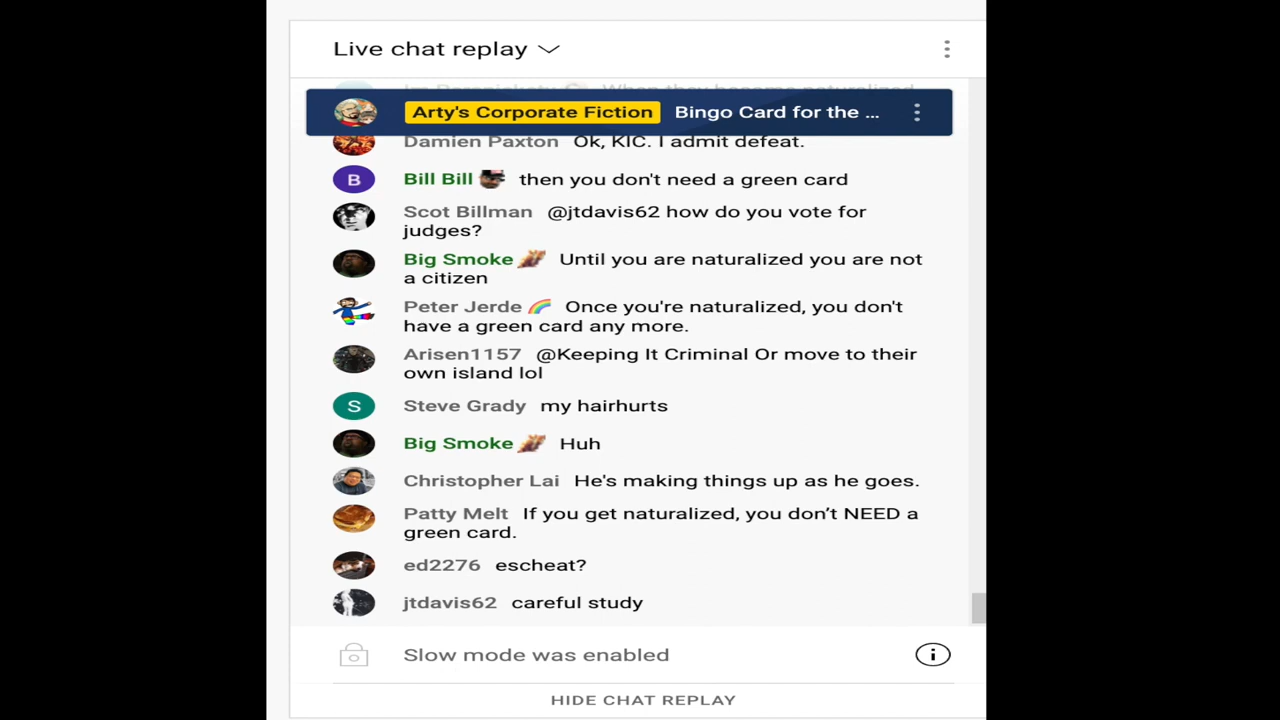 Live chat replay
Arty's Corporate Fiction Bingo Card for the ...
Damien Paxton Ok, KIC. I admit defeat.
B Bill Bill then you don't need a green card
Scot Billman @jtdavis62 how do you vote for
judges?
Big Smoke Until you are naturalized you are not
a citizen
Peter Jerde Once you're naturalized, you don't
have a green card any more.
Arisen1157 @Keeping It Criminal Or move to their
own island lol
S Steve Grady my hairhurts
Big Smoke Huh
Christopher Lai He's making things up as he goes.
Patty Melt If you get naturalized, you don’t NEED a
green card.
ed2276 escheat?
jtdavis62 careful study
Slow mode was enabled
HIDE CHAT REPLAY